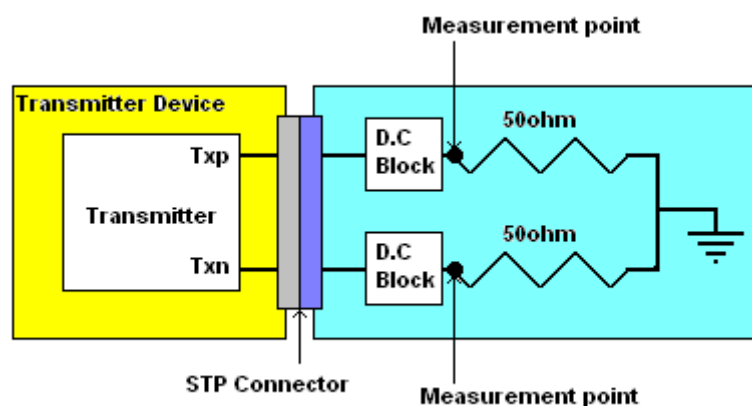 Measurement point
Transmitter Device
D.C
Block
50ohm
Txp
Transmitter
Txn
D.C
Block
50ohm
STP Connector
Measurement point